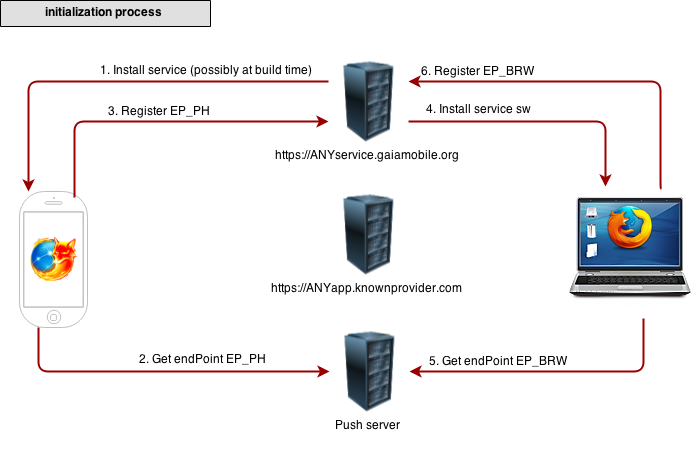 initialization process
1. Install service (possibly at build time)
6. Register EP_BRW
3. Register EP_PH
4. Install service sw
https://ANYservice.gaiamobile.org
https://ANYapp.knownprovider.com
2. Get endPoint EP_PH
5. Get endPoint EP_BRW
Push server